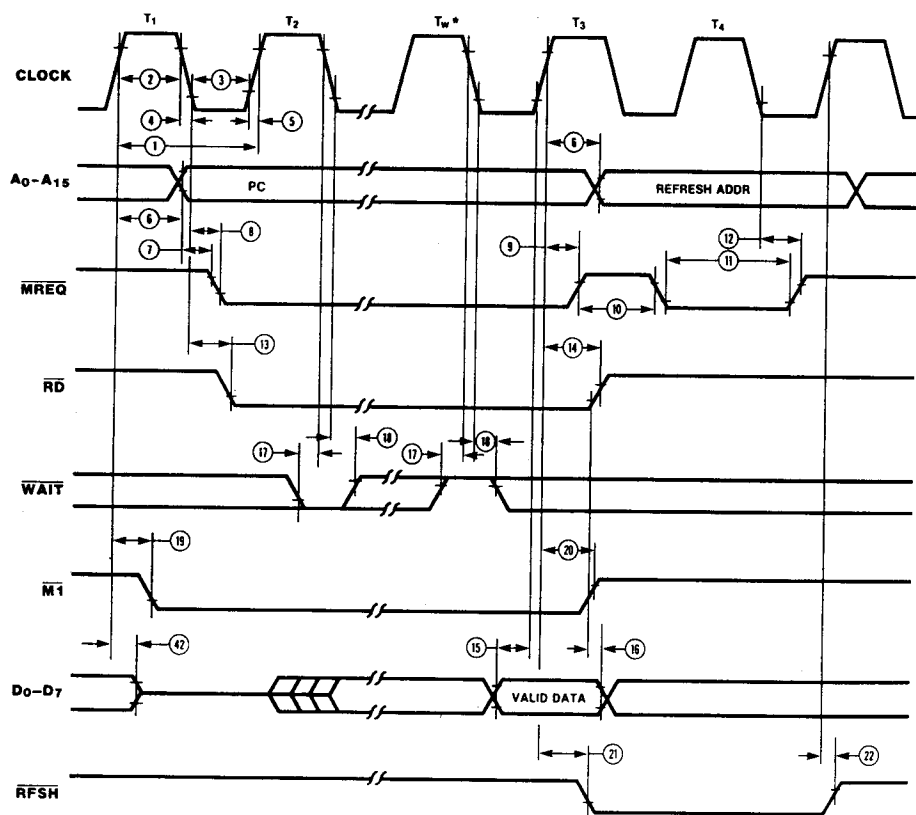 T1 T2 Tw* T3 T4
CLOCK
2 3
4 5
1 6
A0-A15 PC REFRESH ADDR
6 8 12
7 9 11
MREQ
10
13 14
RD
17 18 17 18
WAIT
19 20
M1
42 15 16
D0-D7 VALID DATA
21 22
RFSH